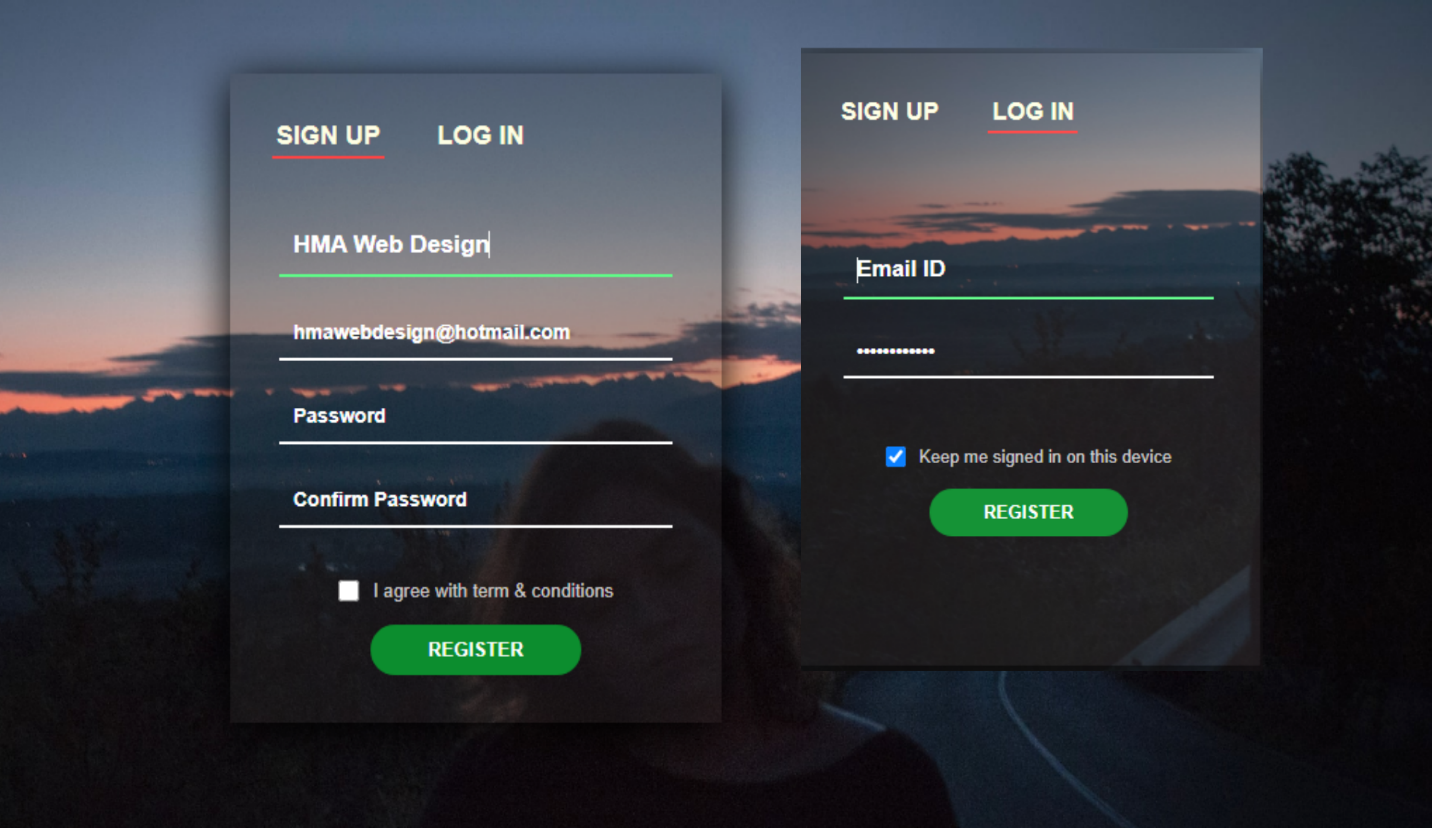 SIGN UP LOG IN
HMA Web Design
hmawebdesign@hotmail.com
Password
Confirm Password
I agree with term & conditions
REGISTER
SIGN UP LOG IN
Email ID
••••••••••••
Keep me signed in on this device
REGISTER